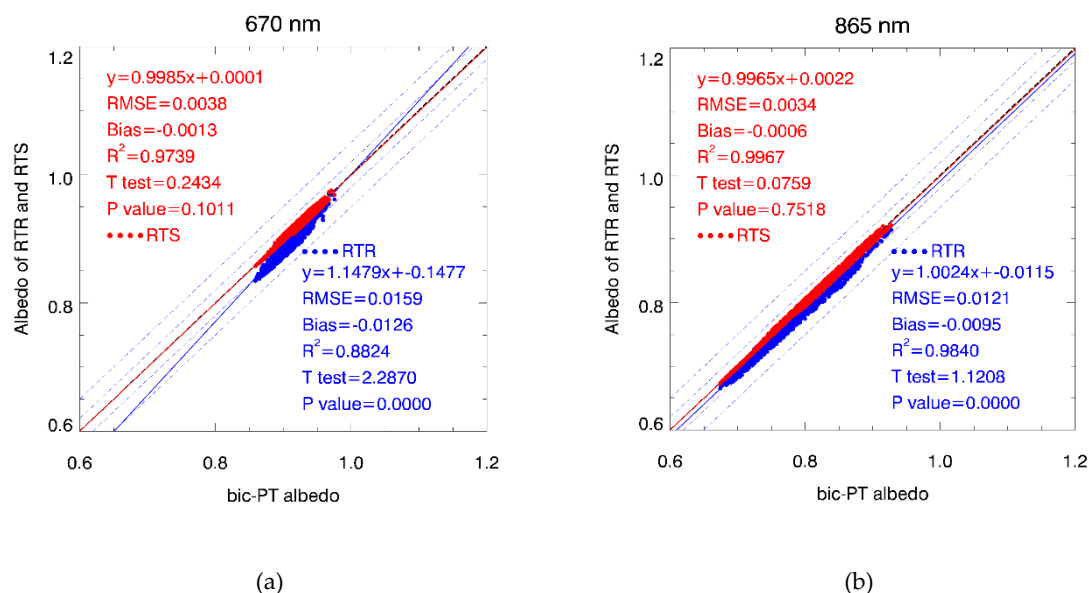 670 nm
1.2
1.0
0.8
0.6
Albedo of RTR and RTS
y=0.9985x+0.0001
RMSE=0.0038
Bias=-0.0013
R²=0.9739
T test=0.2434
P value=0.1011
RTS
RTR
y=1.1479x+-0.1477
RMSE=0.0159
Bias=-0.0126
R²=0.8824
T test=2.2870
P value=0.0000
0.6 0.8 1.0 1.2
bic-PT albedo
(a)
865 nm
1.2
1.0
0.8
0.6
Albedo of RTR and RTS
y=0.9965x+0.0022
RMSE=0.0034
Bias=-0.0006
R²=0.9967
T test=0.0759
P value=0.7518
RTS
RTR
y=1.0024x+-0.0115
RMSE=0.0121
Bias=-0.0095
R²=0.9840
T test=1.1208
P value=0.0000
0.6 0.8 1.0 1.2
bic-PT albedo
(b)